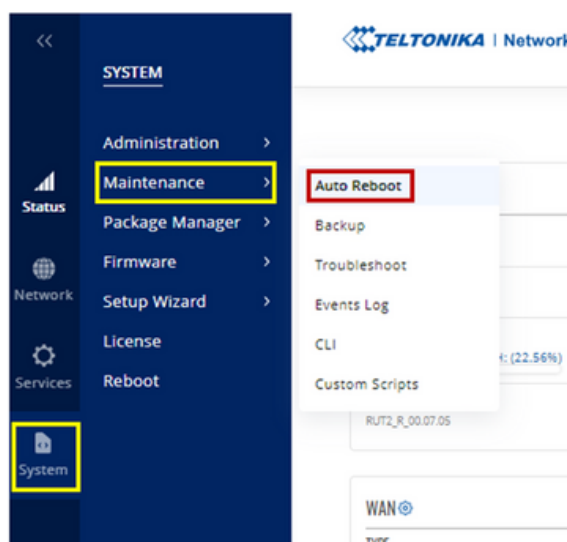 <<
TELTONIKA | Network
SYSTEM
Administration >
Maintenance >
Package Manager >
Firmware >
Setup Wizard >
License
Reboot
Status
Network
Services
System
Auto Reboot
Backup
Troubleshoot
Events Log
CLI
Custom Scripts
H: (22.56%)
RUT2_R_00.07.05
WAN
TYPE